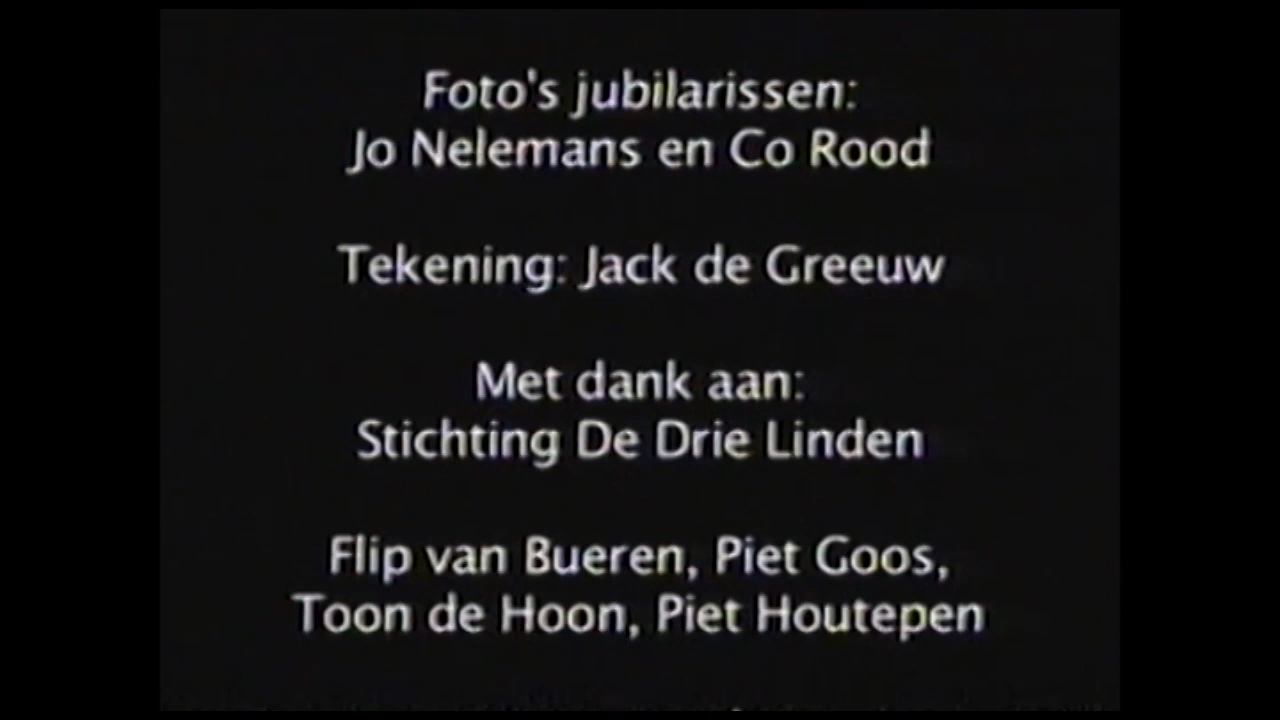 Foto's jubilarissen:
Jo Nelemans en Co Rood
Tekening: Jack de Greeuw
Met dank aan:
Stichting De Drie Linden
Flip van Bueren, Piet Goos,
Toon de Hoon, Piet Houtepen